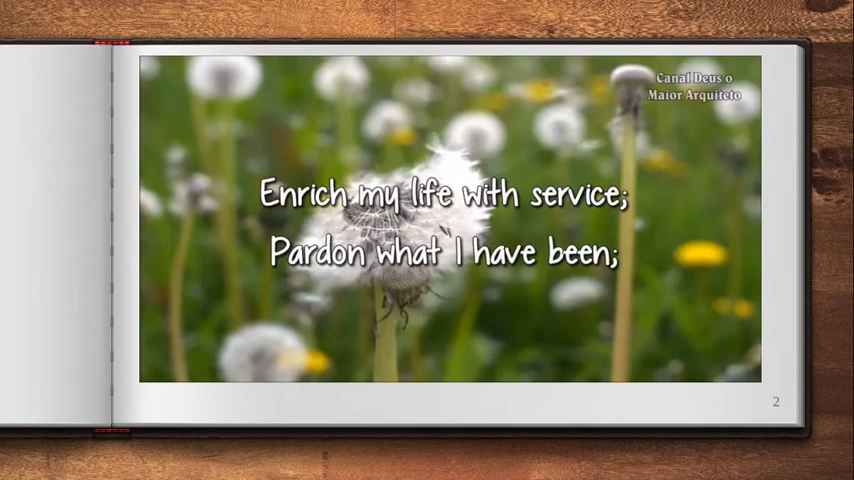 Canal Deus o
Maior Arquiteto
Enrich my life with service;
Pardon what I have been;
2